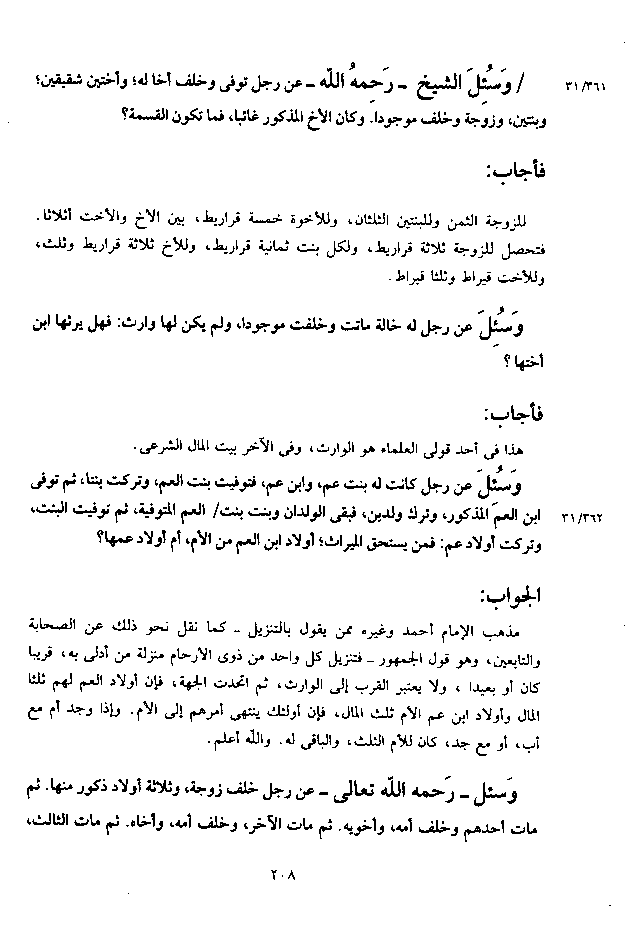 ٣١/٣٦١ / وَسُئِلَ الشيخ - رَحِمهُ اللّه - عن رجل توفى وخلف أخا له؛ وأختين شقيقين؛
وبنتين، وزوجة وخلف موجودا. وكان الأخ المذكور غائبا، فما تكون القسمة؟
فأجاب:
للزوجة الثمن وللبنتين الثلثان، وللأخوة خمسة قراريط، بين الأخ والأخت أثلاثا.
فتحصل للزوجة ثلاثة قراريط، ولكل بنت ثمانية قراريط، وللأخ ثلاثة قراريط وثلث،
وللأخت قيراط وثلثا قيراط.
وَسُئِلَ عن رجل له خالة ماتت وخلفت موجودا، ولم يكن لها وارث: فهل يرثها ابن
أختها؟
فأجاب:
هذا فى أحد قولى العلماء هو الوارث، وفى الآخر بيت المال الشرعى.
وَسُئلَ عن رجل كانت له بنت عم، وابن عم، فتوفيت بنت العم، وتركت بنتا، ثم توفى
٣١/٣٦٢ ابن العم المذكور، وترك ولدين، فبقى الولدان وبنت بنت/ العم المتوفية، ثم توفيت البنت،
وتركت أولاد عم: فمن يستحق الميراث؛ أولاد ابن العم من الأم، أم أولاد عمها؟
الجواب:
مذهب الإمام أحمد وغيره ممن يقول بالتنزيل - كما نقل نحو ذلك عن الصحابة
والتابعين، وهو قول الجمهور - فتنزيل كل واحد من ذوى الأرحام منزلة من أدلى به، قريبا
كان أو بعيدا، ولا يعتبر القرب إلى الوارث، ثم اتحدت الجهة، فإن أولاد العم لهم ثلثا
المال وأولاد ابن عم الأم ثلث المال، فإن أولئك ينتهى أمرهم إلى الأم. وإذا وجد أم مع
أب، أو مع جد، كان للأم الثلث، والباقى له. واللّه أعلم.
وَسئل - رَحمه اللّه تعالى - عن رجل خلف زوجة، وثلاثة أولاد ذكور منها. ثم
مات أحدهم وخلف أمه، وأخويه. ثم مات الآخر، وخلف أمه، وأخاه. ثم مات الثالث،
٢٠٨